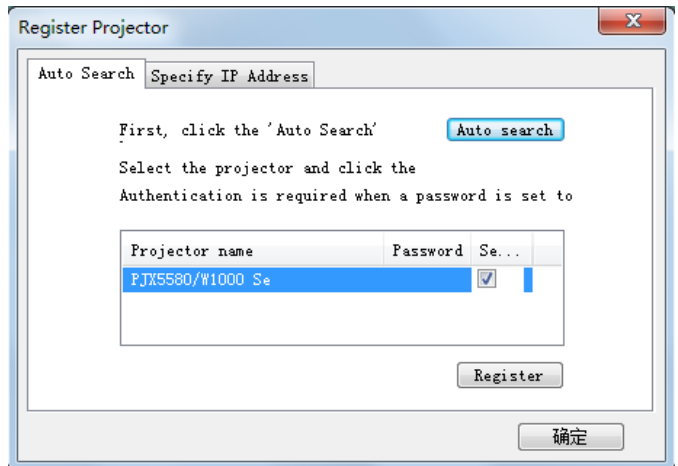 Register Projector
Auto Search
Specify IP Address
First, click the 'Auto Search'
Auto search
Select the projector and click the
Authentication is required when a password is set to
Projector name
Password
Se...
PJX5580/W1000 Se
Register
确定